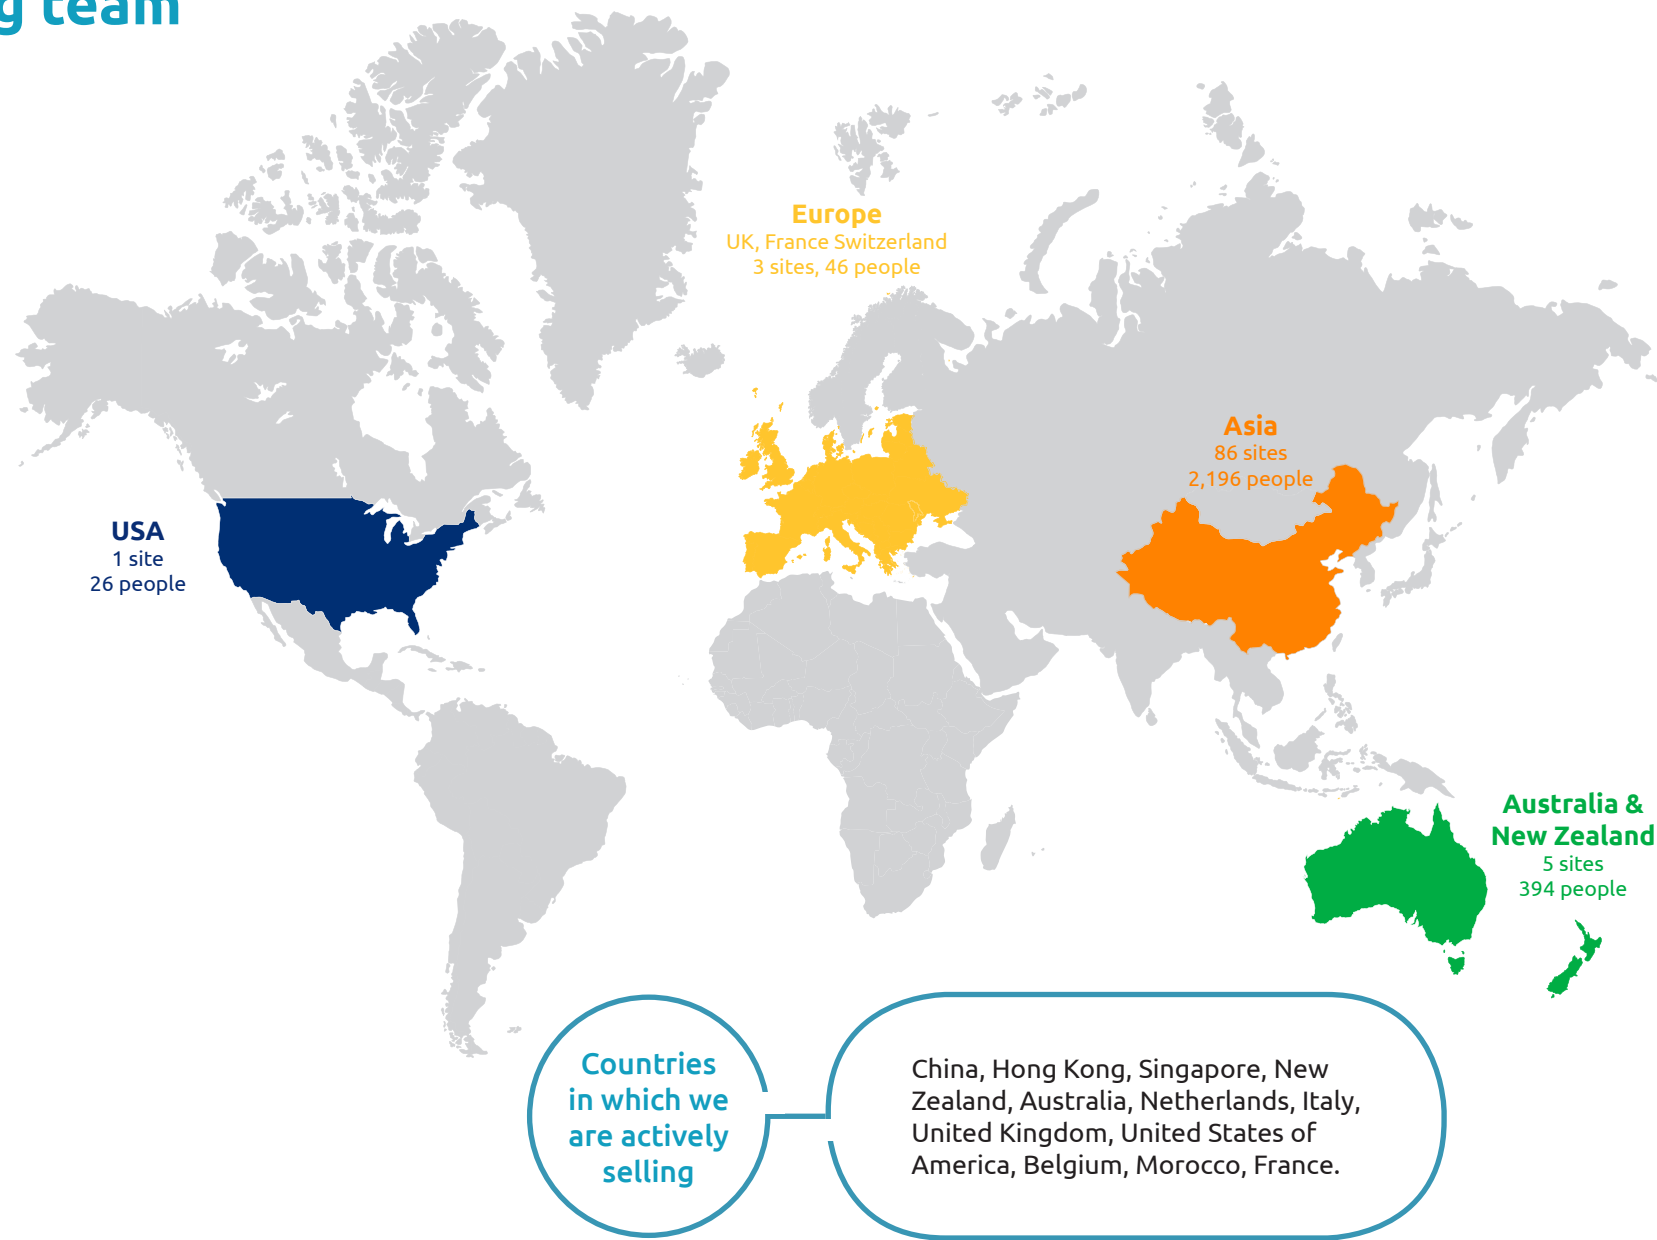 g team
Europe
UK, France Switzerland
3 sites, 46 people
Asia
86 sites
2,196 people
USA
1 site
26 people
Australia &
New Zealand
5 sites
394 people
Countries
in which we
are actively
selling
China, Hong Kong, Singapore, New
Zealand, Australia, Netherlands, Italy,
United Kingdom, United States of
America, Belgium, Morocco, France.